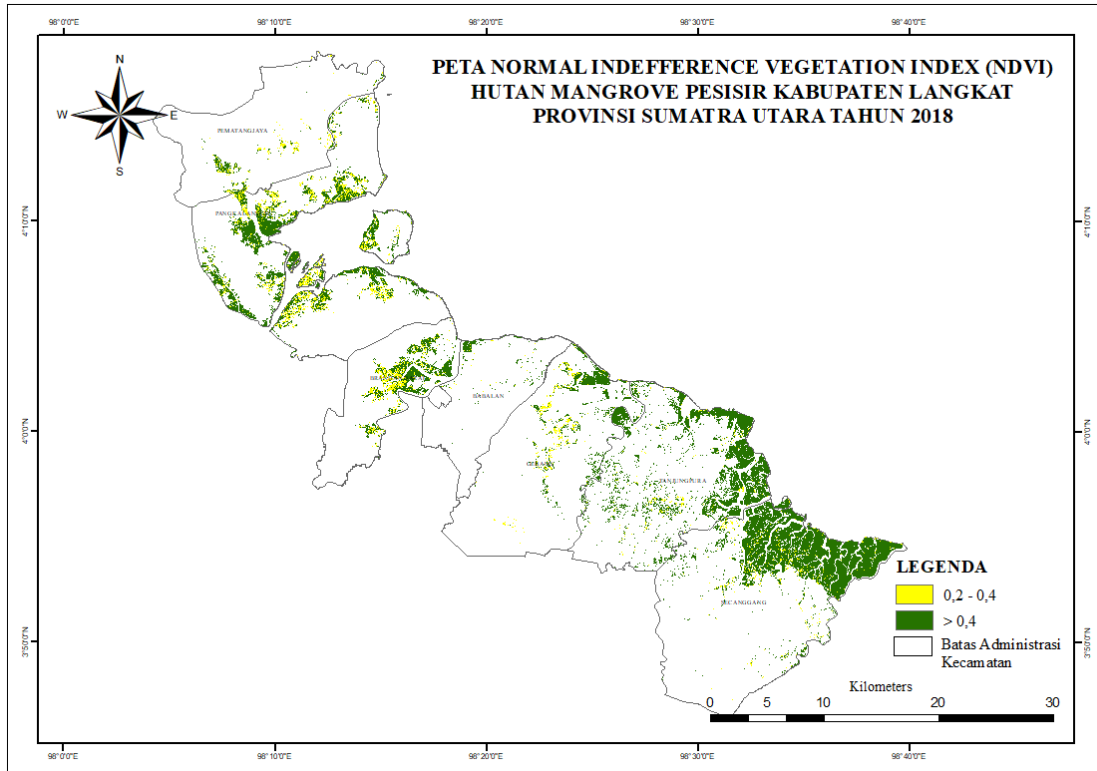 98° 0'0"E 98° 10'0"E 98° 20'0"E 98° 30'0"E 98° 40'0"E
PETA NORMAL INDEFFERENCE VEGETATION INDEX (NDVI)
HUTAN MANGROVE PESISIR KABUPATEN LANGKAT
PROVINSI SUMATRA UTARA TAHUN 2018
N
W E
S
PEMATANGJAYA
4°10'0"N 4°10'0"N
BABALAN
4°0'0"N 4°0'0"N
TANJUNGPURA
SECANGGANG
LEGENDA
0,2 - 0,4
> 0,4
Batas Administrasi
Kecamatan
3°50'0"N 3°50'0"N
Kilometers
0 5 10 20 30
98° 0'0"E 98° 10'0"E 98° 20'0"E 98° 30'0"E 98° 40'0"E